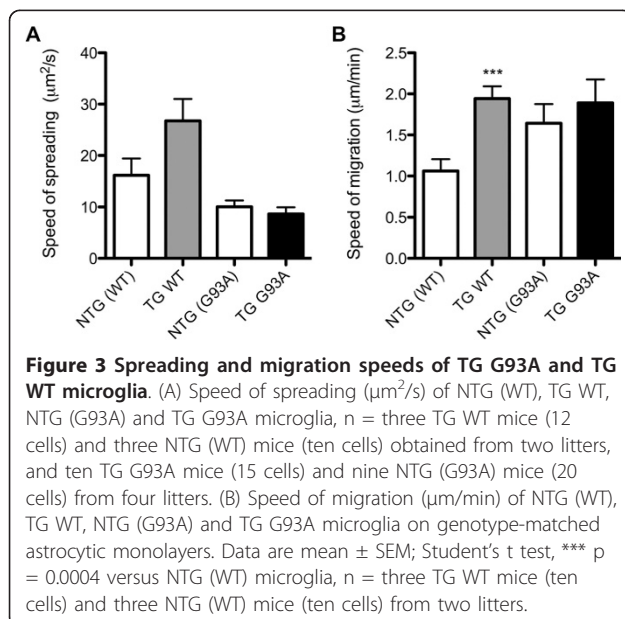 A
B
Speed of spreading (µm²/s)
40
30
20
10
0
NTG (WT)
TG WT
NTG (G93A)
TG G93A
Speed of migration (µm/min)
2.5
2.0
1.5
1.0
0.5
0.0
***
NTG (WT)
TG WT
NTG (G93A)
TG G93A
Figure 3 Spreading and migration speeds of TG G93A and TG
WT microglia. (A) Speed of spreading (µm²/s) of NTG (WT), TG WT,
NTG (G93A) and TG G93A microglia, n = three TG WT mice (12
cells) and three NTG (WT) mice (ten cells) obtained from two litters,
and ten TG G93A mice (15 cells) and nine NTG (G93A) mice (20
cells) from four litters. (B) Speed of migration (µm/min) of NTG (WT),
TG WT, NTG (G93A) and TG G93A microglia on genotype-matched
astrocytic monolayers. Data are mean ± SEM; Student's t test, *** p
= 0.0004 versus NTG (WT) microglia, n = three TG WT mice (ten
cells) and three NTG (WT) mice (ten cells) from two litters.